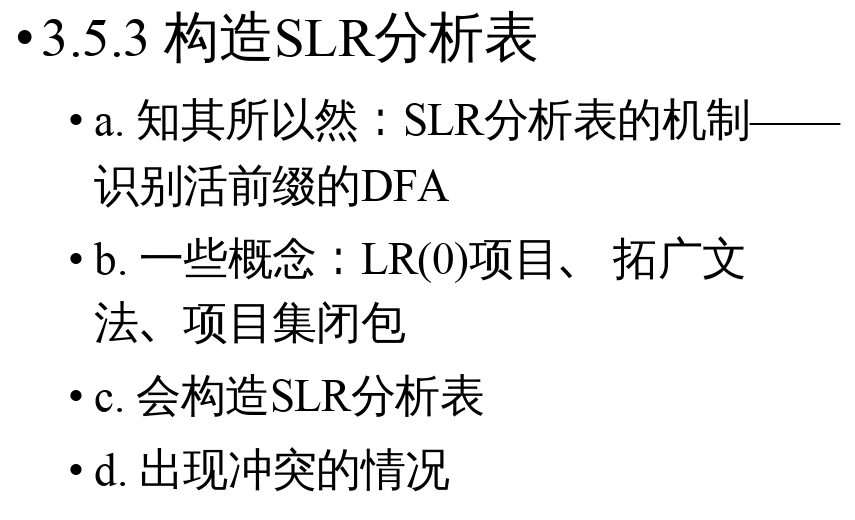 •3.5.3 构造SLR分析表
• a. 知其所以然：SLR分析表的机制——
识别活前缀的DFA
• b. 一些概念：LR(0)项目、 拓广文
法、项目集闭包
• c. 会构造SLR分析表
• d. 出现冲突的情况